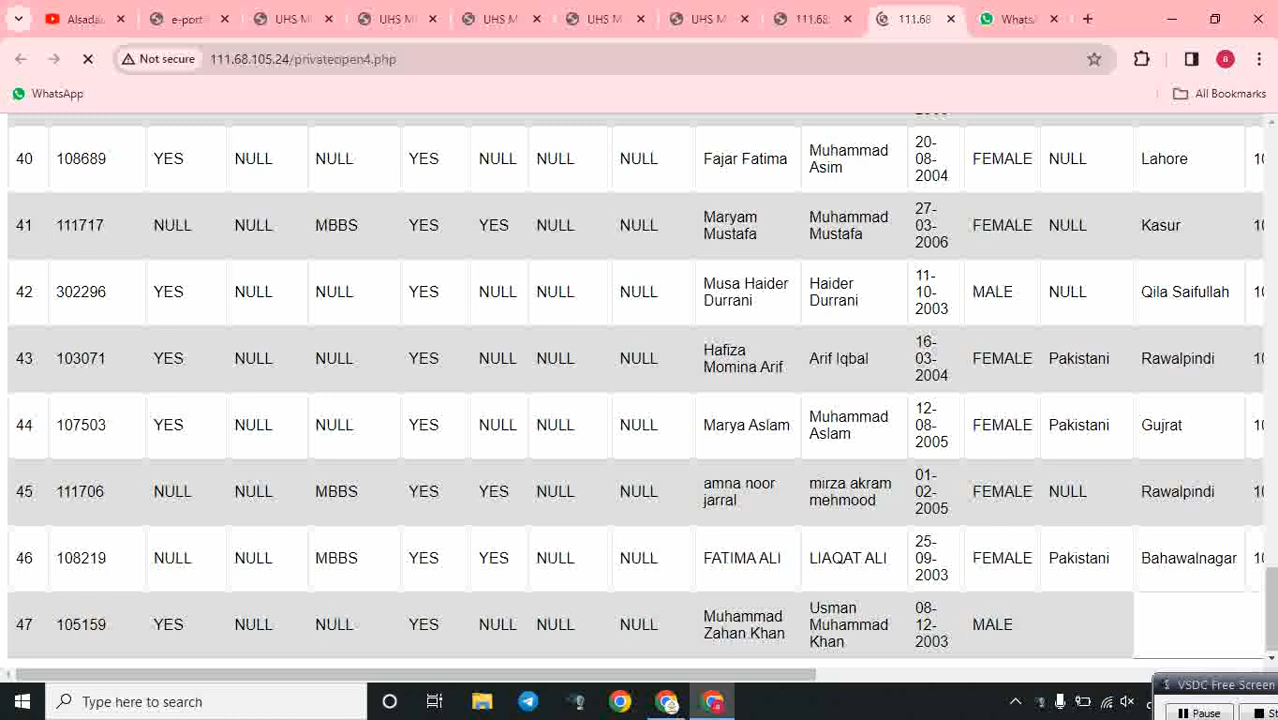 Alsada
e-port
UHS M
UHS M
UHS M
UHS M
UHS M
111.68
111.68
Whats
Not secure 111.68.105.24/privateopen4.php
a
WhatsApp All Bookmarks
40 108689 YES NULL NULL YES NULL NULL NULL Fajar Fatima Muhammad Asim 20-08-2004 FEMALE NULL Lahore 10
41 111717 NULL NULL MBBS YES YES NULL NULL Maryam Mustafa Muhammad Mustafa 27-03-2006 FEMALE NULL Kasur 10
42 302296 YES NULL NULL YES NULL NULL NULL Musa Haider Durrani Haider Durrani 11-10-2003 MALE NULL Qila Saifullah 10
43 103071 YES NULL NULL YES NULL NULL NULL Hafiza Momina Arif Arif Iqbal 16-03-2004 FEMALE Pakistani Rawalpindi 10
44 107503 YES NULL NULL YES NULL NULL NULL Marya Aslam Muhammad Aslam 12-08-2005 FEMALE Pakistani Gujrat 10
45 111706 NULL NULL MBBS YES YES NULL NULL amna noor jarral mirza akram mehmood 01-02-2005 FEMALE NULL Rawalpindi 10
46 108219 NULL NULL MBBS YES YES NULL NULL FATIMA ALI LIAQAT ALI 25-09-2003 FEMALE Pakistani Bahawalnagar 10
47 105159 YES NULL NULL YES NULL NULL NULL Muhammad Zahan Khan Usman Muhammad Khan 08-12-2003 MALE
Type here to search
VSDC Free Screen
Pause St